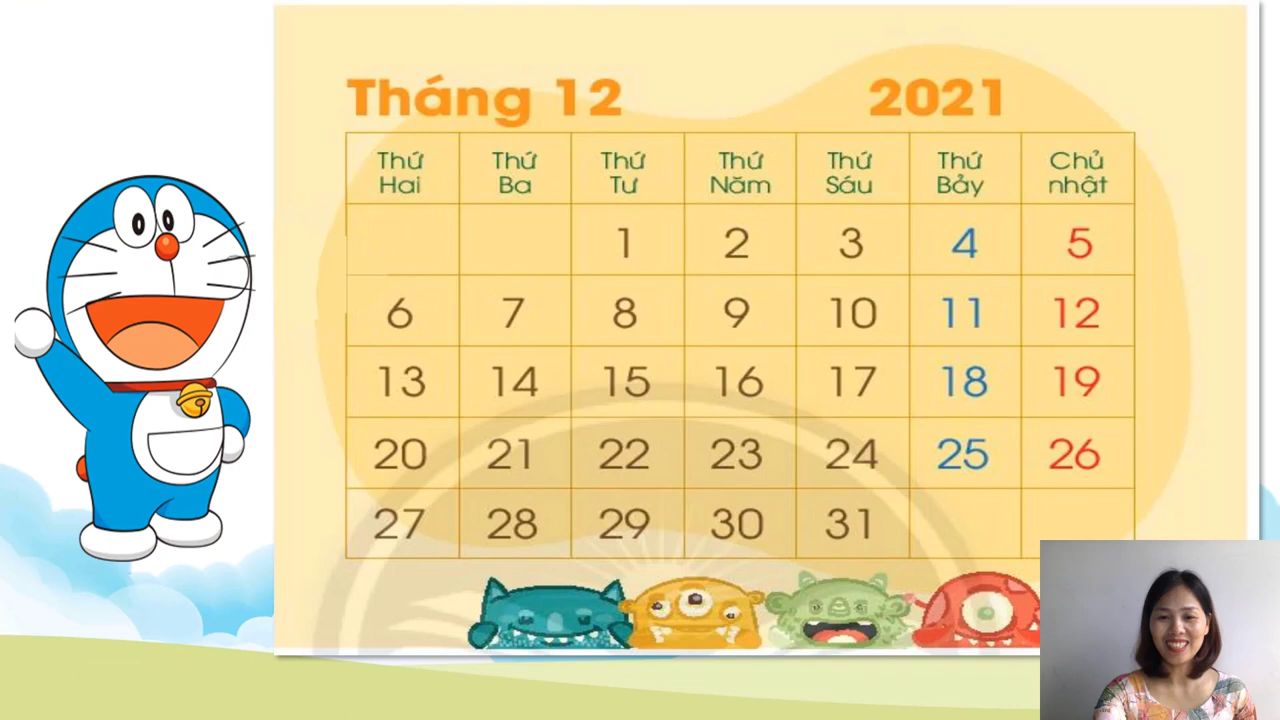 Tháng 12 2021
Thứ Hai Thứ Ba Thứ Tư Thứ Năm Thứ Sáu Thứ Bảy Chủ nhật
1 2 3 4 5
6 7 8 9 10 11 12
13 14 15 16 17 18 19
20 21 22 23 24 25 26
27 28 29 30 31